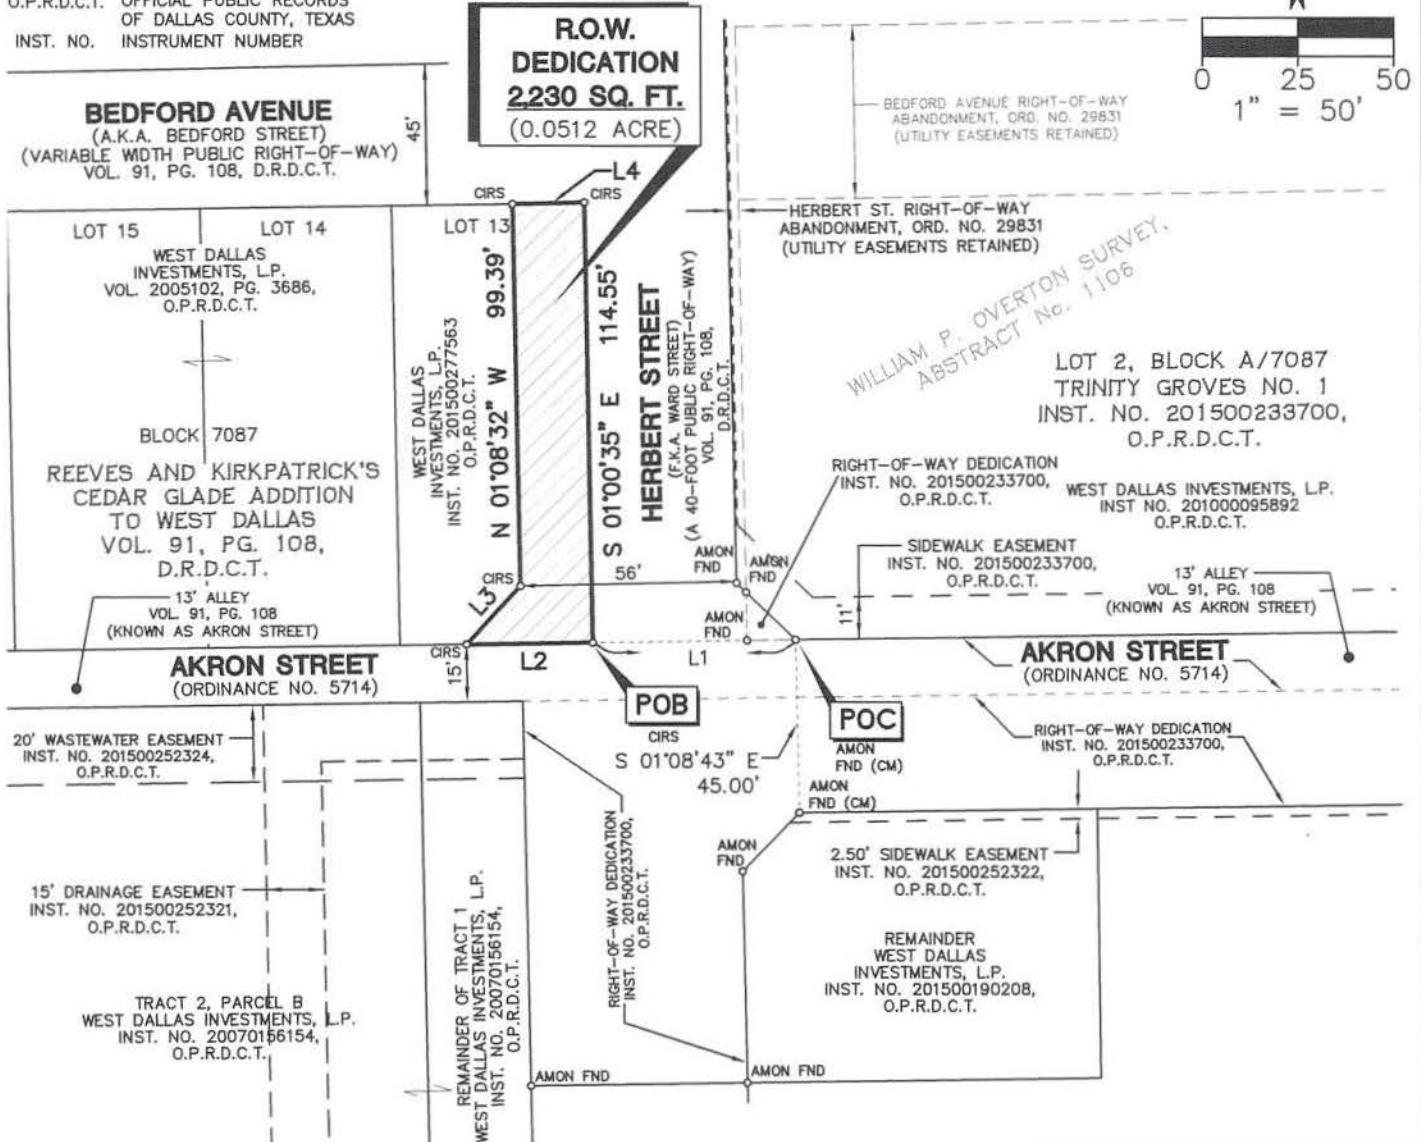 O.P.R.D.C.T. OFFICIAL PUBLIC RECORDS
OF DALLAS COUNTY, TEXAS
INST. NO. INSTRUMENT NUMBER
R.O.W.
DEDICATION
2,230 SQ. FT.
(0.0512 ACRE)
0 25 50
1" = 50'
BEDFORD AVENUE
(A.K.A. BEDFORD STREET)
(VARIABLE WIDTH PUBLIC RIGHT-OF-WAY)
VOL. 91, PG. 108, D.R.D.C.T.
45'
BEDFORD AVENUE RIGHT-OF-WAY
ABANDONMENT, ORD. NO. 29831
(UTILITY EASEMENTS RETAINED)
L4
CIRS
CIRS
HERBERT ST. RIGHT-OF-WAY
ABANDONMENT, ORD. NO. 29831
(UTILITY EASEMENTS RETAINED)
LOT 15
LOT 14
LOT 13
WEST DALLAS
INVESTMENTS, L.P.
VOL. 2005102, PG. 3686,
O.P.R.D.C.T.
WEST DALLAS
INVESTMENTS, L.P.
INST. NO. 201500277563
O.P.R.D.C.T.
N 01°08'32" W 99.39'
S 01°00'35" E 114.55'
HERBERT STREET
(F.K.A. WARD STREET)
(A 40-FOOT PUBLIC RIGHT-OF-WAY)
VOL. 91, PG. 108,
D.R.D.C.T.
WILLIAM P. OVERTON SURVEY,
ABSTRACT No. 1106
LOT 2, BLOCK A/7087
TRINITY GROVES NO. 1
INST. NO. 201500233700,
O.P.R.D.C.T.
BLOCK 7087
REEVES AND KIRKPATRICK'S
CEDAR GLADE ADDITION
TO WEST DALLAS
VOL. 91, PG. 108,
D.R.D.C.T.
RIGHT-OF-WAY DEDICATION
INST. NO. 201500233700,
O.P.R.D.C.T.
WEST DALLAS INVESTMENTS, L.P.
INST NO. 201000095892
O.P.R.D.C.T.
SIDEWALK EASEMENT
INST. NO. 201500233700,
O.P.R.D.C.T.
AMON
FND
AMON
FND
56'
CIRS
L3
13' ALLEY
VOL. 91, PG. 108
(KNOWN AS AKRON STREET)
13' ALLEY
VOL. 91, PG. 108
(KNOWN AS AKRON STREET)
AMON
FND
11'
CIRS
L2
L1
15'
AKRON STREET
(ORDINANCE NO. 5714)
AKRON STREET
(ORDINANCE NO. 5714)
POB
CIRS
POC
AMON
FND (CM)
S 01°08'43" E
45.00'
AMON
FND (CM)
20' WASTEWATER EASEMENT
INST. NO. 201500252324,
O.P.R.D.C.T.
RIGHT-OF-WAY DEDICATION
INST. NO. 201500233700,
O.P.R.D.C.T.
AMON
FND
2.50' SIDEWALK EASEMENT
INST. NO. 201500252322,
O.P.R.D.C.T.
15' DRAINAGE EASEMENT
INST. NO. 201500252321,
O.P.R.D.C.T.
REMAINDER OF TRACT 1
WEST DALLAS INVESTMENTS, L.P.
INST. NO. 20070156154,
O.P.R.D.C.T.
RIGHT-OF-WAY DEDICATION
INST. NO. 201500233700,
O.P.R.D.C.T.
REMAINDER
WEST DALLAS
INVESTMENTS, L.P.
INST. NO. 201500190208,
O.P.R.D.C.T.
TRACT 2, PARCEL B
WEST DALLAS INVESTMENTS, L.P.
INST. NO. 20070156154,
O.P.R.D.C.T.
AMON FND
AMON FND